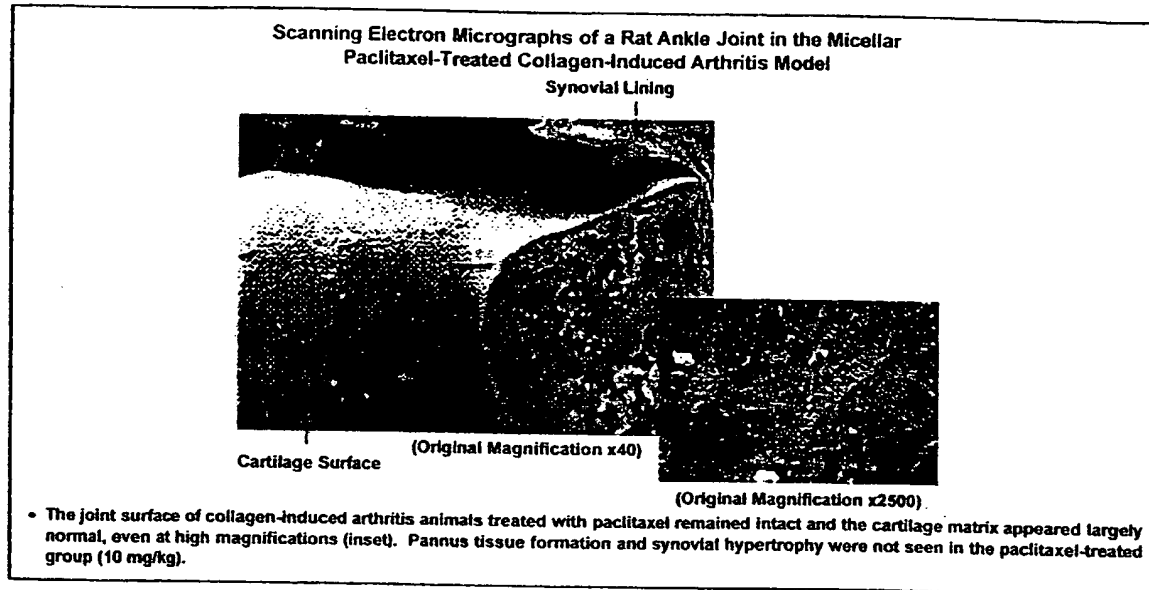 Scanning Electron Micrographs of a Rat Ankle Joint in the Micellar
Paclitaxel-Treated Collagen-Induced Arthritis Model
Synovial Lining
(Original Magnification x40)
Cartilage Surface
(Original Magnification x2500)
• The joint surface of collagen-induced arthritis animals treated with paclitaxel remained intact and the cartilage matrix appeared largely
normal, even at high magnifications (inset). Pannus tissue formation and synovial hypertrophy were not seen in the paclitaxel-treated
group (10 mg/kg).